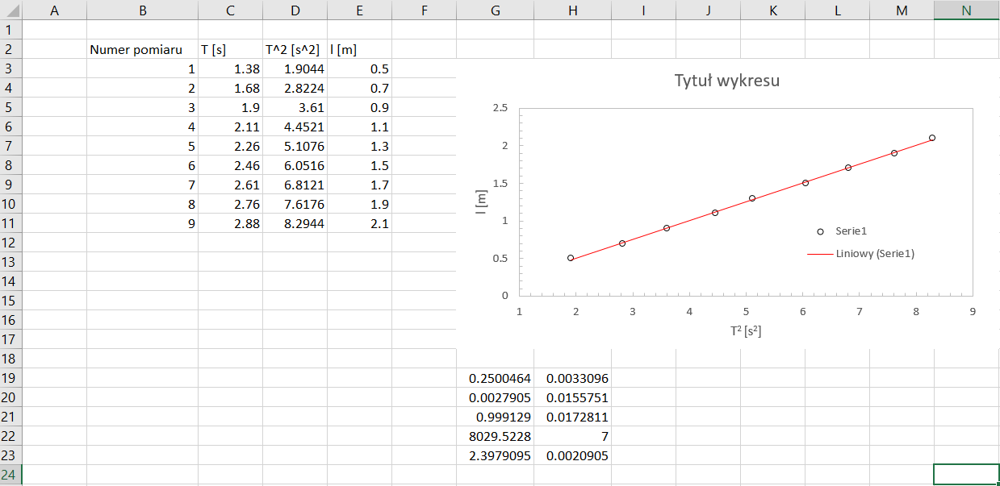 A B C D E F G H I J K L M N
1
2 Numer pomiaru T [s] T^2 [s^2] l [m]
3 1 1.38 1.9044 0.5
4 2 1.68 2.8224 0.7
5 3 1.9 3.61 0.9
6 4 2.11 4.4521 1.1
7 5 2.26 5.1076 1.3
8 6 2.46 6.0516 1.5
9 7 2.61 6.8121 1.7
10 8 2.76 7.6176 1.9
11 9 2.88 8.2944 2.1
12
13
14
15
16
17
18
Tytuł wykresu
2.5
2
1.5
1
0.5
0
l [m]
Serie1
Liniowy (Serie1)
1 2 3 4 5 6 7 8 9
T² [s²]
19 0.2500464 0.0033096
20 0.0027905 0.0155751
21 0.999129 0.0172811
22 8029.5228 7
23 2.3979095 0.0020905
24